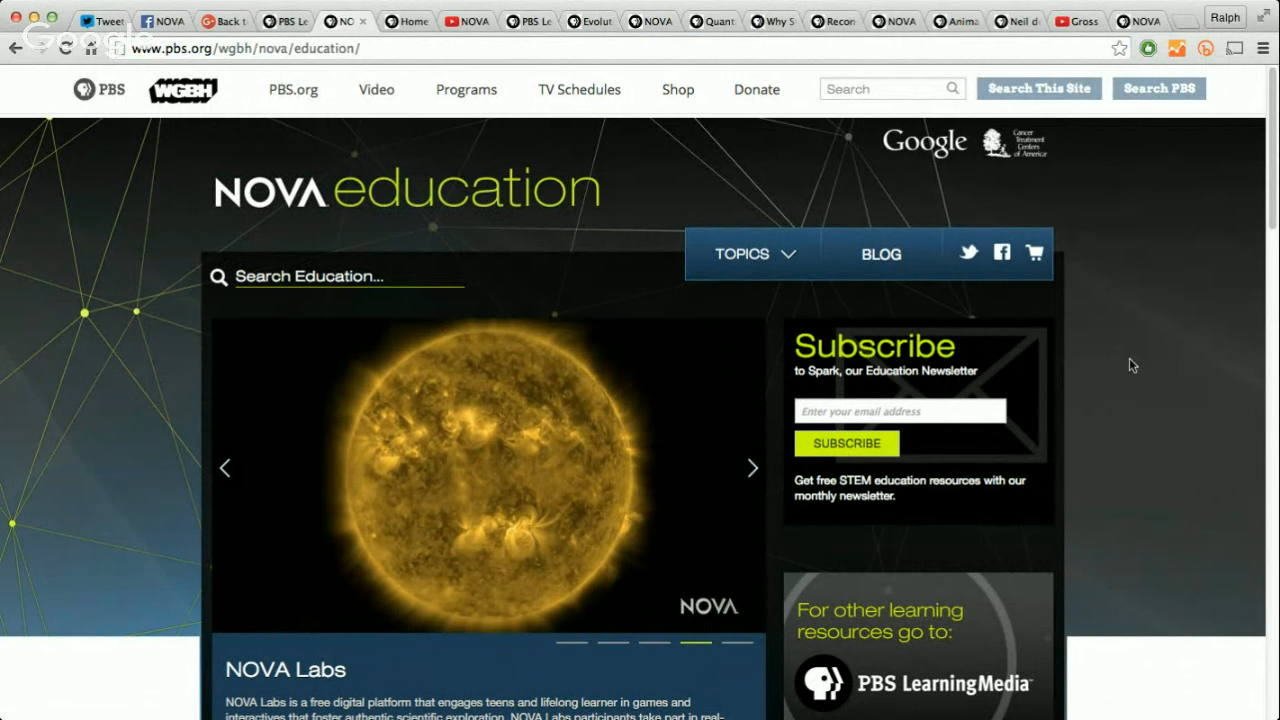 Tweet
NOVA
Back to
PBS Le
NO
Home
NOVA
PBS Le
Evolut
NOVA
Quant
Why S
Recon
NOVA
Anima
Neil d
Gross
NOVA
Ralph
Google
www.pbs.org/wgbh/nova/education/
PBS
WGBH
PBS.org
Video
Programs
TV Schedules
Shop
Donate
Search
Search This Site
Search PBS
Google
Cancer
Treatment
Centers
of America
NOVA education
TOPICS
BLOG
Search Education...
Subscribe
to Spark, our Education Newsletter
Enter your email address
SUBSCRIBE
Get free STEM education resources with our
monthly newsletter.
NOVA
For other learning
resources go to:
PBS LearningMedia
NOVA Labs
NOVA Labs is a free digital platform that engages teens and lifelong learner in games and
interactives that foster authentic scientific exploration. NOVA Labs participants take part in real-